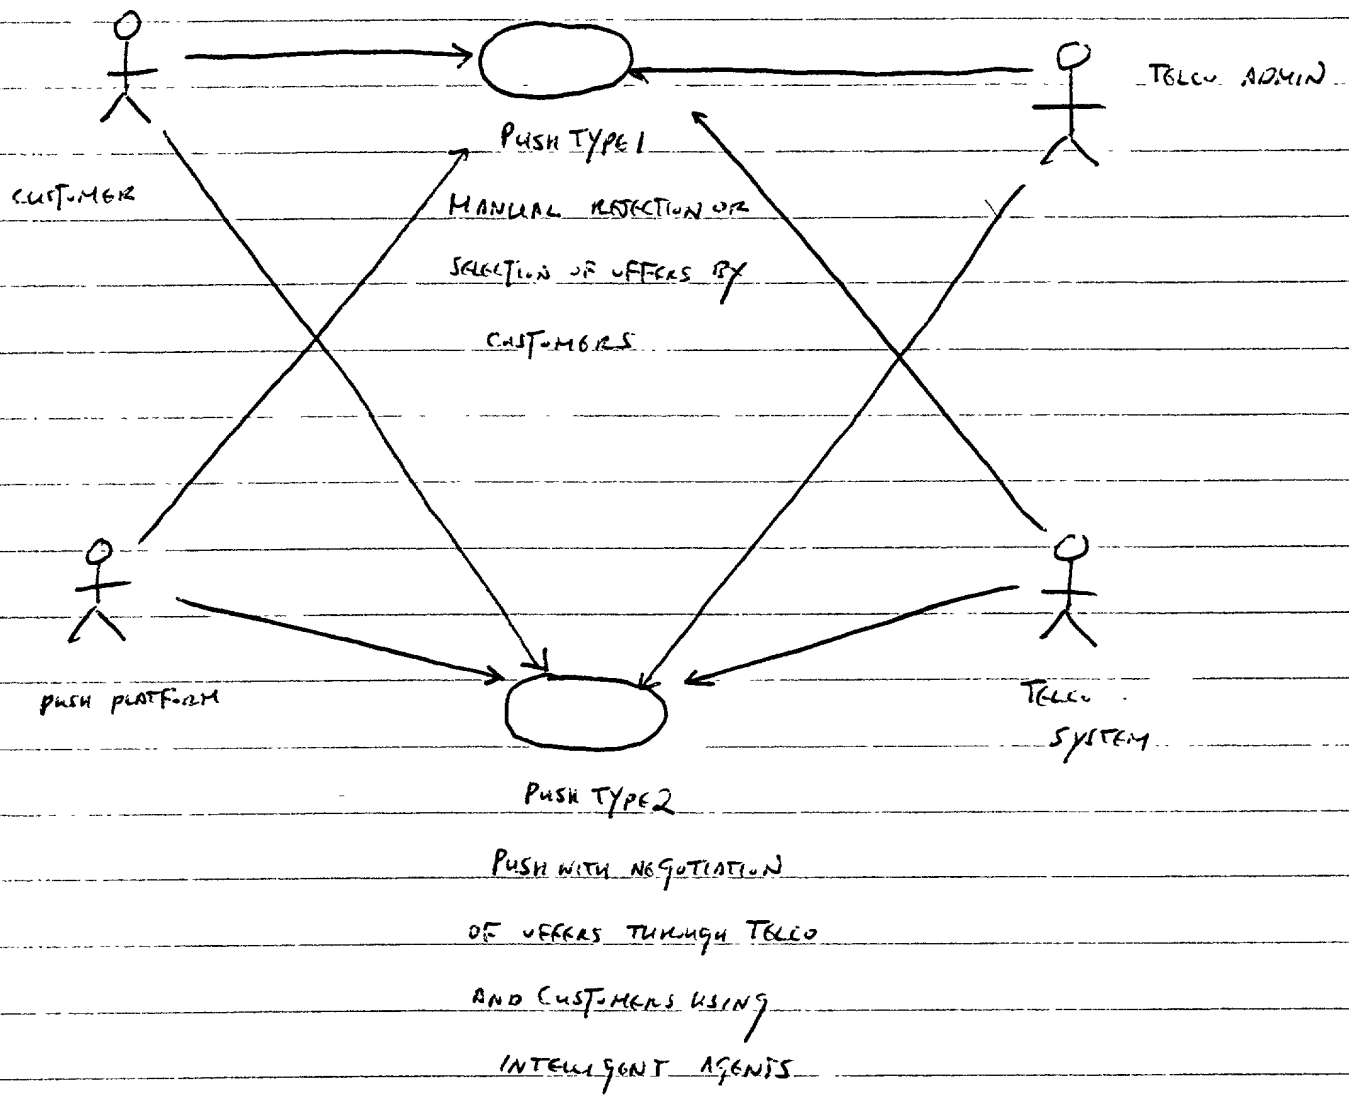 TELCO ADMIN
PUSH TYPE 1
CUSTOMER
MANUAL REJECTION OR
SELECTION OF OFFERS BY
CUSTOMERS
PUSH PLATFORM
TELCO
SYSTEM
PUSH TYPE 2
PUSH WITH NEGOTIATION
OF OFFERS THROUGH TELCO
AND CUSTOMERS USING
INTELLIGENT AGENTS